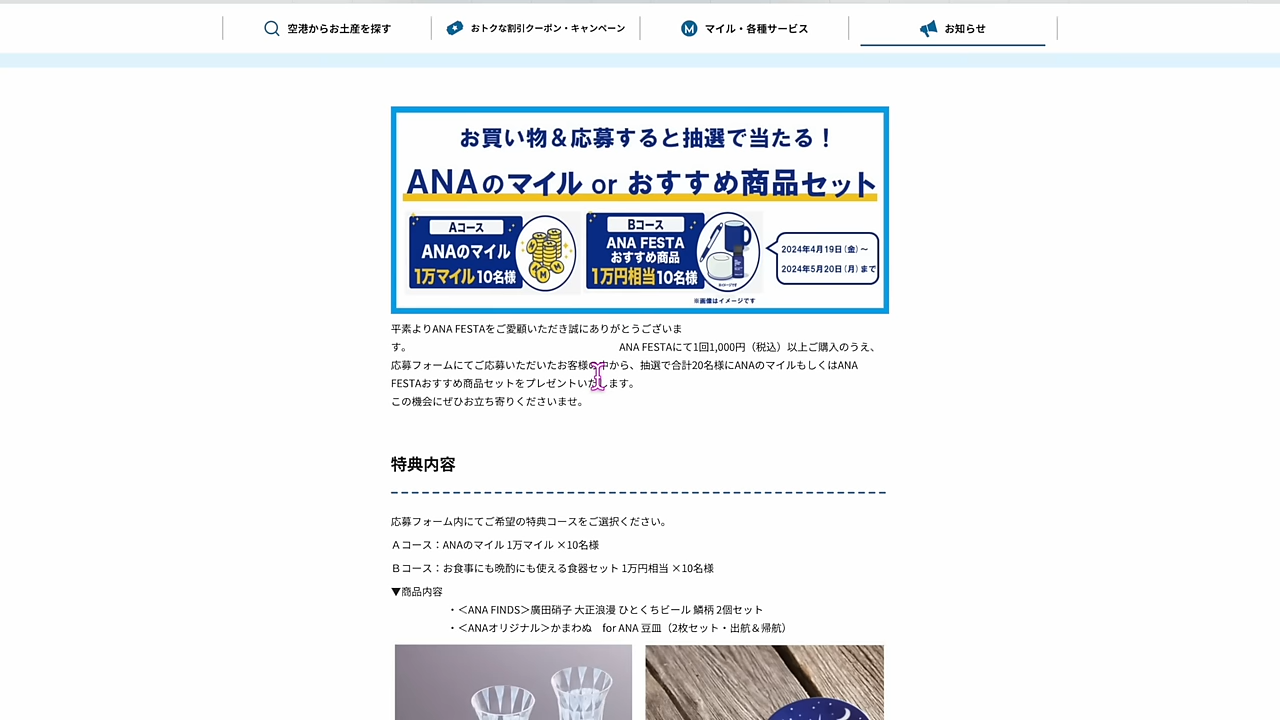 空港からお土産を探す
おトクな割引クーポン・キャンペーン
マイル・各種サービス
お知らせ
お買い物＆応募すると抽選で当たる！
ANAのマイル or おすすめ商品セット
Aコース
ANAのマイル
1万マイル 10名様
Bコース
ANA FESTA
おすすめ商品
1万円相当 10名様
2024年4月19日（金）～
2024年5月20日（月）まで
※画像はイメージです
平素よりANA FESTAをご愛顧いただき誠にありがとうございま
す。 ANA FESTAにて1回1,000円（税込）以上ご購入のうえ、
応募フォームにてご応募いただいたお客様の中から、抽選で合計20名様にANAのマイルもしくはANA
FESTAおすすめ商品セットをプレゼントいたします。
この機会にぜひお立ち寄りくださいませ。
特典内容
応募フォーム内にてご希望の特典コースをご選択ください。
Ａコース：ANAのマイル 1万マイル ×10名様
Ｂコース：お食事にも晩酌にも使える食器セット 1万円相当 ×10名様
▼商品内容
・＜ANA FINDS＞廣田硝子 大正浪漫 ひとくちビール 鱗柄 2個セット
・＜ANAオリジナル＞かまわぬ　for ANA 豆皿（2枚セット・出航＆帰航）